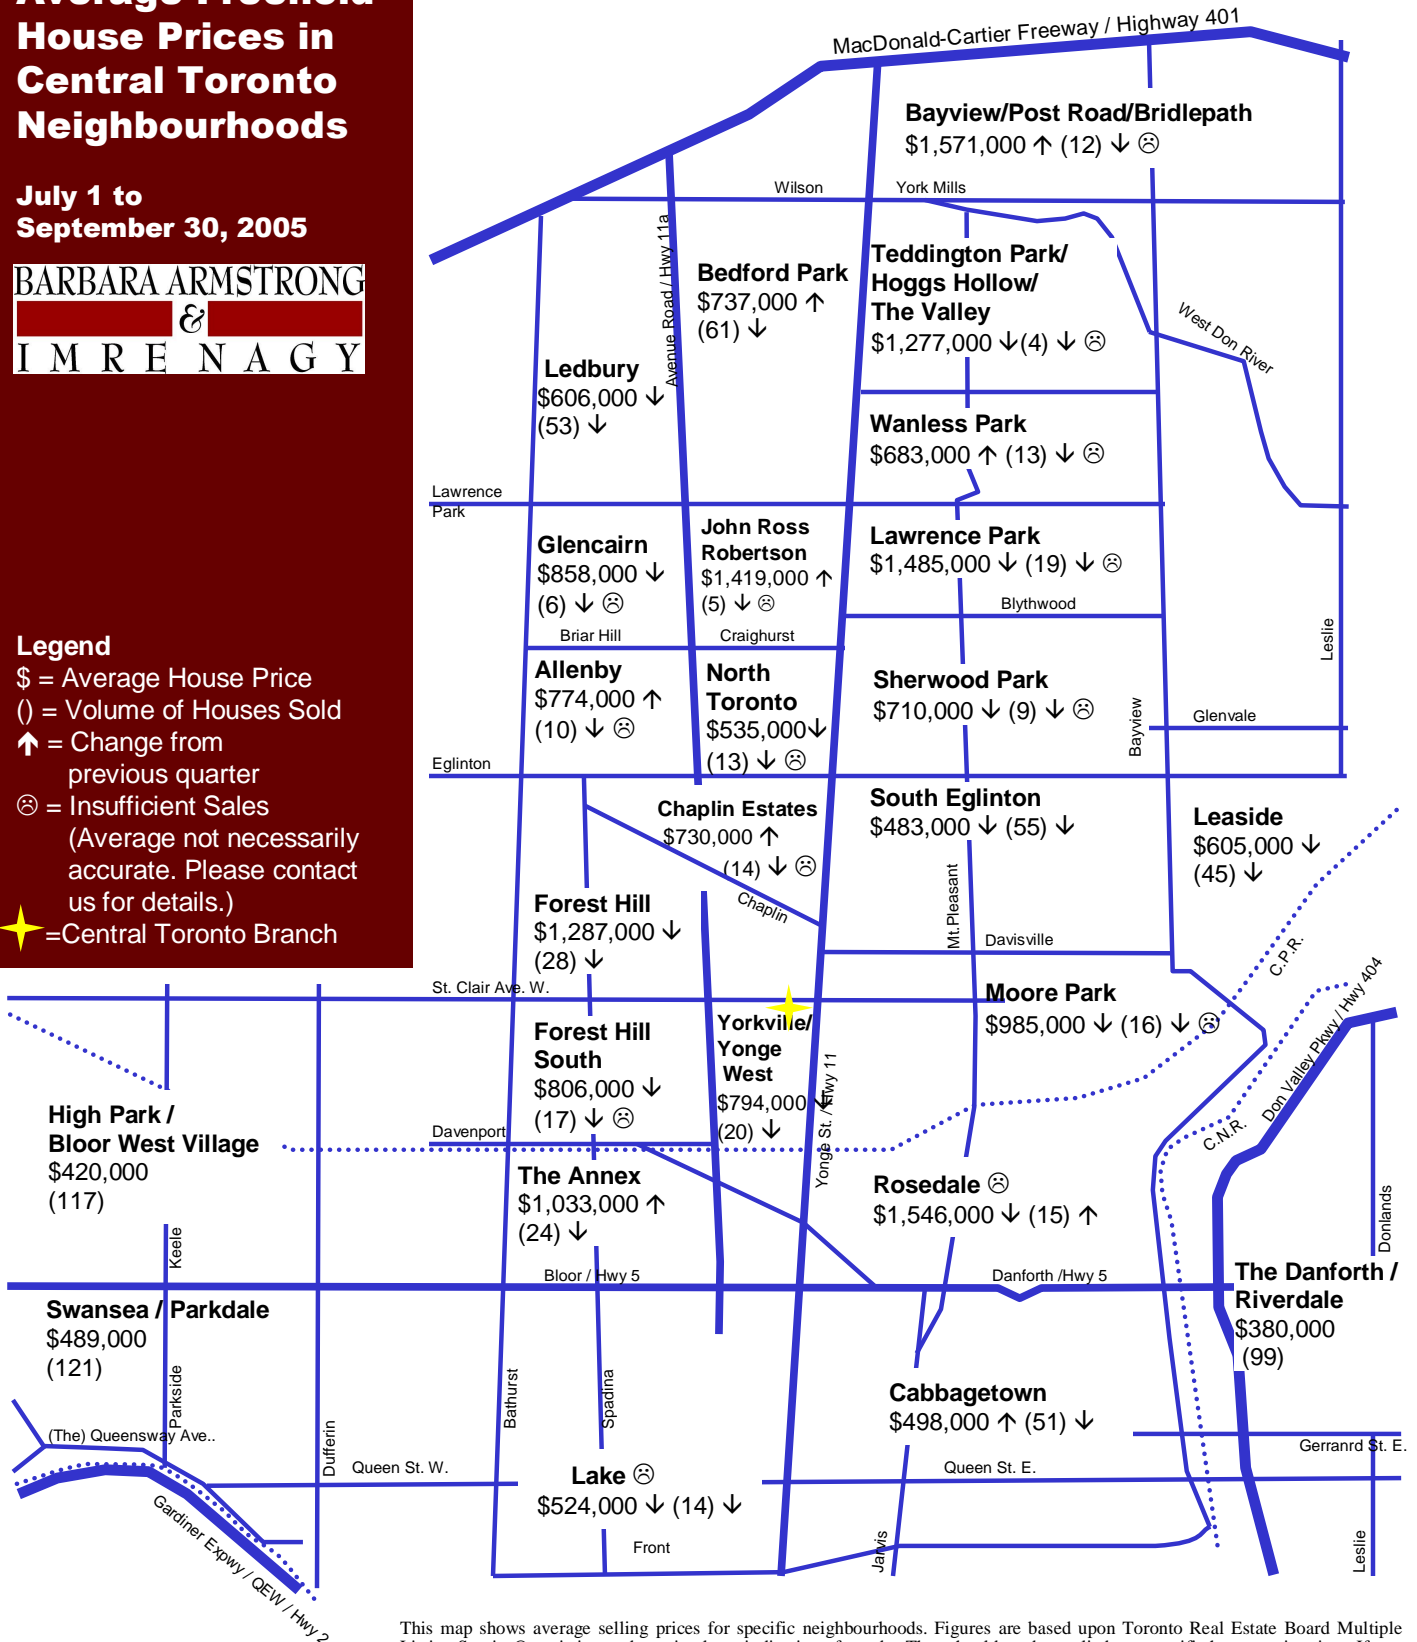 Average Freehold
House Prices in
Central Toronto
Neighbourhoods
July 1 to
September 30, 2005
BARBARA ARMSTRONG
&
IMRE NAGY
Legend
$ = Average House Price
() = Volume of Houses Sold
↑ = Change from
previous quarter
☹ = Insufficient Sales
(Average not necessarily
accurate. Please contact
us for details.)
=Central Toronto Branch
MacDonald-Cartier Freeway / Highway 401
Bayview/Post Road/Bridlepath
$1,571,000 ↑ (12) ↓ ☹
Wilson
York Mills
Avenue Road / Hwy 11a
Bedford Park
$737,000 ↑
(61) ↓
Teddington Park/
Hoggs Hollow/
The Valley
$1,277,000 ↓(4) ↓ ☹
West Don River
Ledbury
$606,000 ↓
(53) ↓
Wanless Park
$683,000 ↑ (13) ↓ ☹
Lawrence
Park
Glencairn
$858,000 ↓
(6) ↓ ☹
John Ross
Robertson
$1,419,000 ↑
(5) ↓ ☹
Lawrence Park
$1,485,000 ↓ (19) ↓ ☹
Blythwood
Leslie
Briar Hill
Craighurst
Allenby
$774,000 ↑
(10) ↓ ☹
North
Toronto
$535,000↓
(13) ↓ ☹
Sherwood Park
$710,000 ↓ (9) ↓ ☹
Bayview
Glenvale
Eglinton
Chaplin Estates
$730,000 ↑
(14) ↓ ☹
Chaplin
South Eglinton
$483,000 ↓ (55) ↓
Leaside
$605,000 ↓
(45) ↓
Mt.Pleasant
Forest Hill
$1,287,000 ↓
(28) ↓
Davisville
C.P.R.
St. Clair Ave. W.
Moore Park
$985,000 ↓ (16) ↓ ☹
Don Valley Pkwy / Hwy 404
Forest Hill
South
$806,000 ↓
(17) ↓ ☹
Yorkville/
Yonge
West
$794,000 ↓
(20) ↓
Yonge St. / Hwy 11
C.N.R.
High Park /
Bloor West Village
$420,000
(117)
Davenport
The Annex
$1,033,000 ↑
(24) ↓
Rosedale ☹
$1,546,000 ↓ (15) ↑
Keele
Donlands
Bloor / Hwy 5
Danforth /Hwy 5
The Danforth /
Riverdale
$380,000
(99)
Swansea / Parkdale
$489,000
(121)
Parkside
Dufferin
Bathurst
Spadina
Cabbagetown
$498,000 ↑ (51) ↓
(The) Queensway Ave..
Gerranrd St. E.
Queen St. W.
Queen St. E.
Lake ☹
$524,000 ↓ (14) ↓
Gardiner Expwy / QEW / Hwy 2
Front
Jarvis
Leslie
This map shows average selling prices for specific neighbourhoods. Figures are based upon Toronto Real Estate Board Multiple